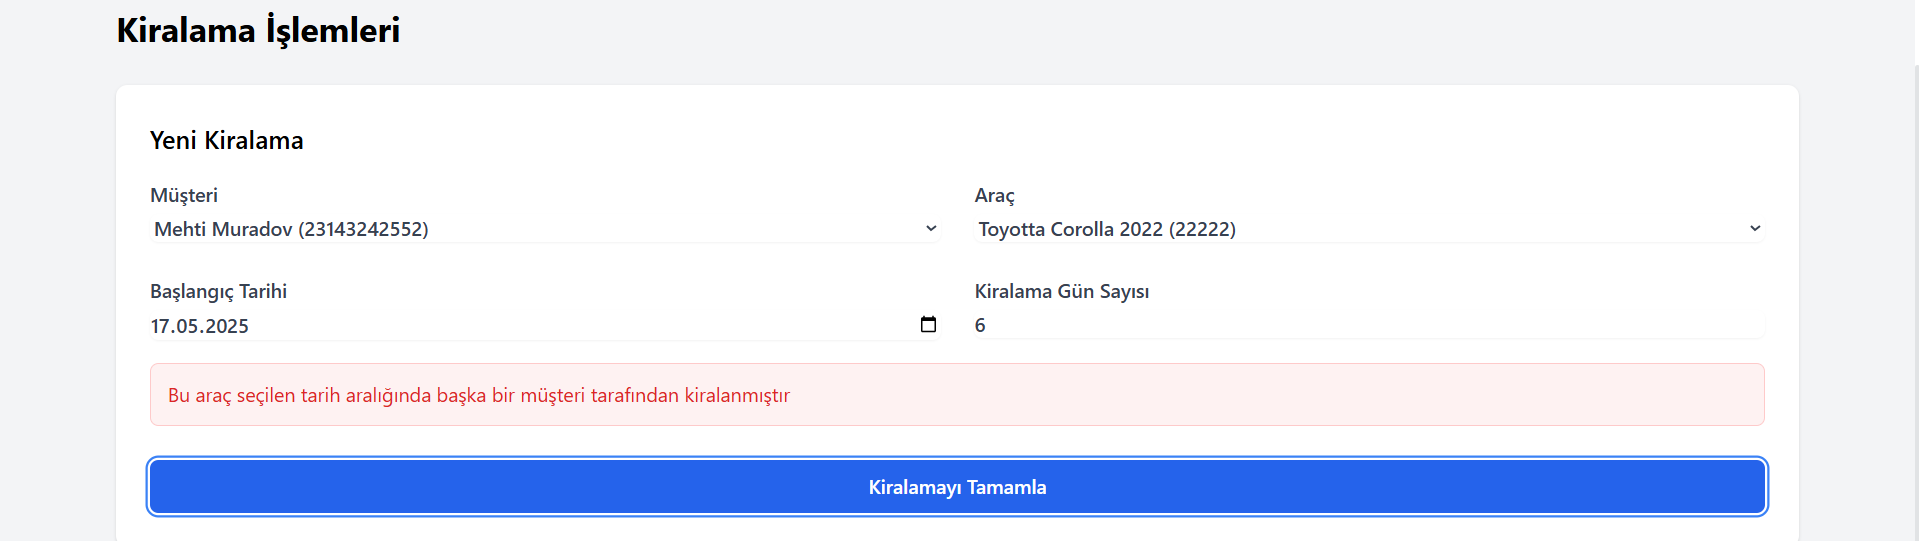 Kiralama İşlemleri
Yeni Kiralama
Müşteri
Mehti Muradov (23143242552)
Araç
Toyotta Corolla 2022 (22222)
Başlangıç Tarihi
17.05.2025
Kiralama Gün Sayısı
6
Bu araç seçilen tarih aralığında başka bir müşteri tarafından kiralanmıştır
Kiralamayı Tamamla